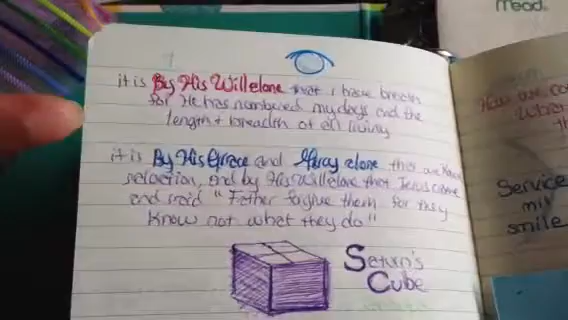 Mead.
it is By His Will alone that I have breath
for He has numbered my days and the
length + breadth of all living
it is By His Grace and Mercy alone that we have
salvation, and by His Will alone that Jesus came
and said "Father forgive them for they
know not what they do"
Saturn's
Cube
Service
smile